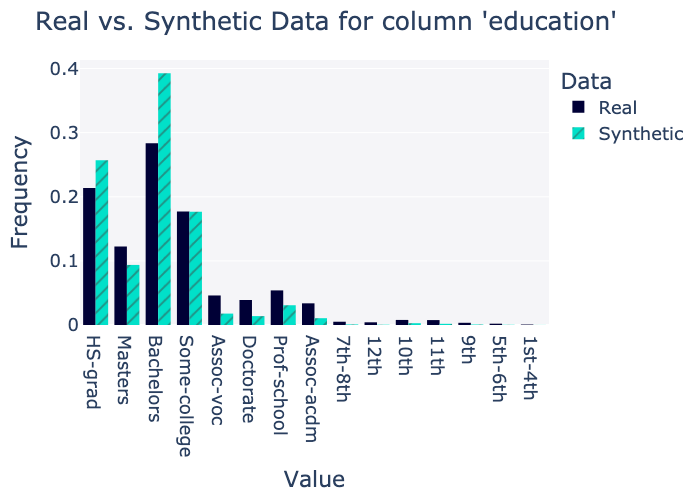 Real vs. Synthetic Data for column 'education'
Data
Real
Synthetic
Frequency
0.4
0.3
0.2
0.1
0
HS-grad
Masters
Bachelors
Some-college
Assoc-voc
Doctorate
Prof-school
Assoc-acdm
7th-8th
12th
10th
11th
9th
5th-6th
1st-4th
Value